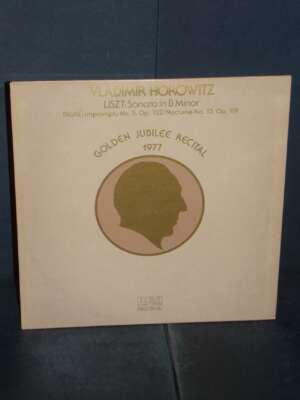 VLADIMIR HOROWITZ
LISZT: Sonata in B Minor
FAURÉ: Impromptu No. 5, Op. 102/Nocturne No. 13, Op. 119
GOLDEN JUBILEE RECITAL
1977
RCA